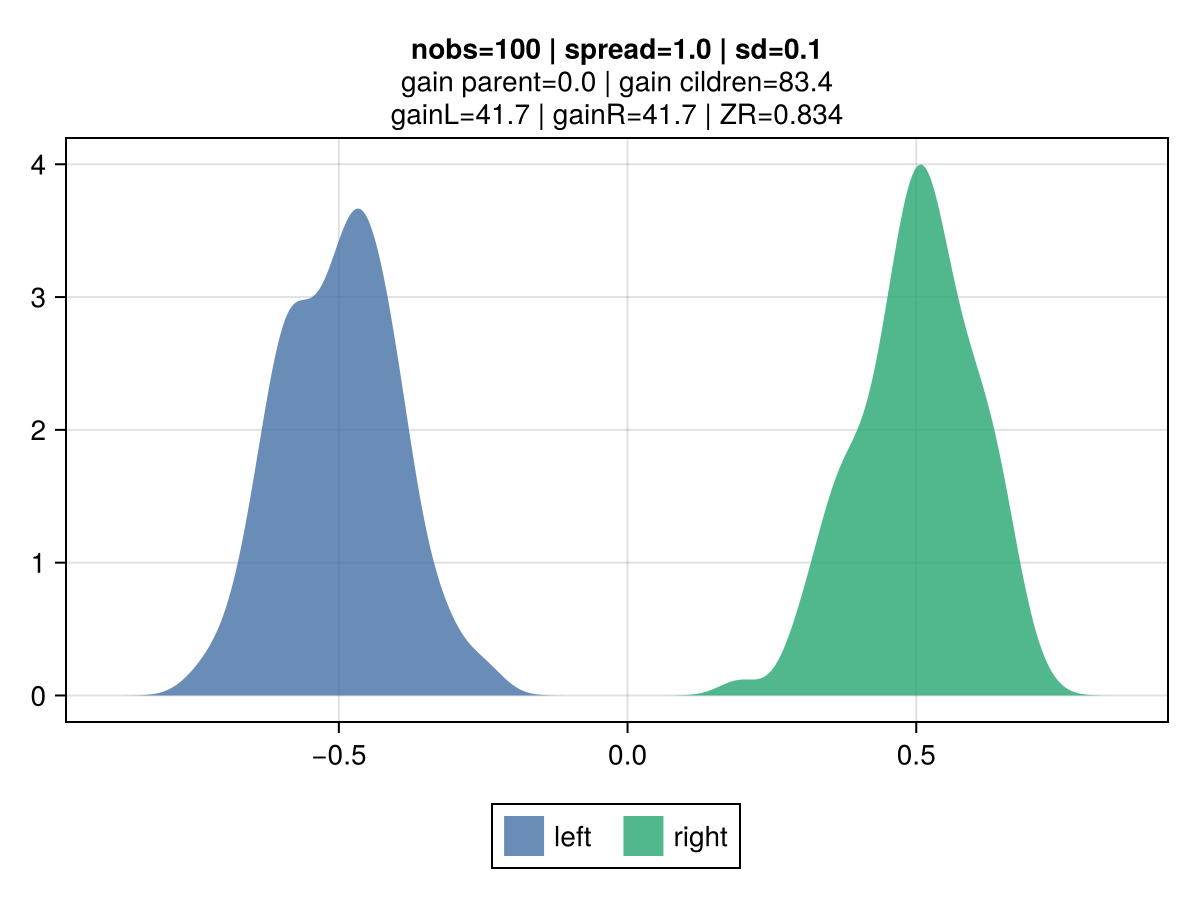 nobs=100 | spread=1.0 | sd=0.1
gain parent=0.0 | gain cildren=83.4
gainL=41.7 | gainR=41.7 | ZR=0.834
4
3
2
1
0
−0.5
0.0
0.5
left
right